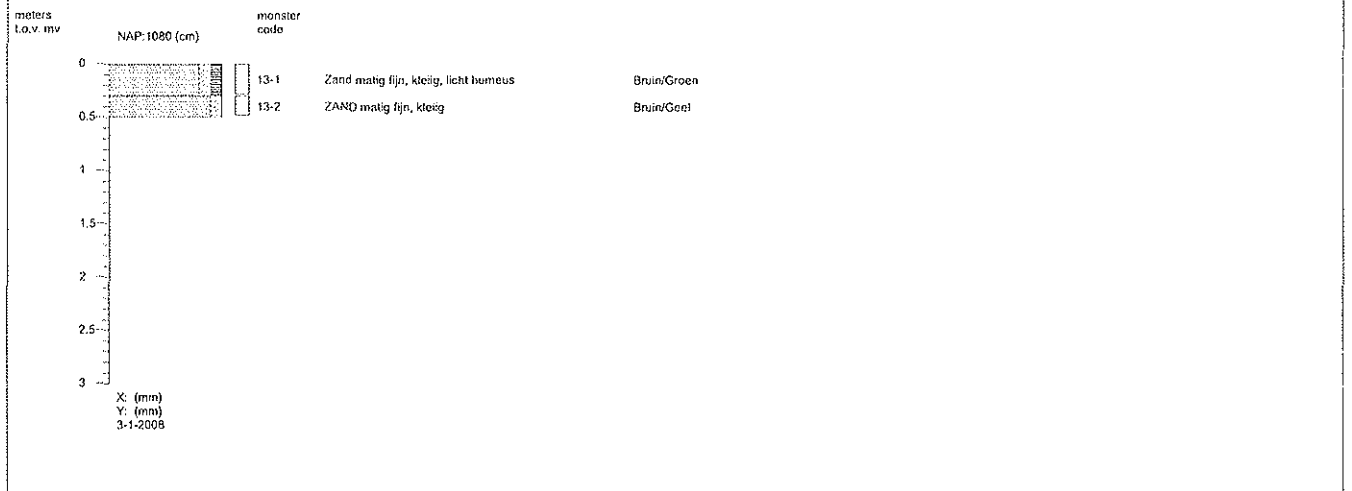 meters
t.o.v. mv
monster
code
NAP:1080 (cm)
0
13-1 Zand matig fijn, kleiig, licht humeus Bruin/Groen
13-2 ZAND matig fijn, kleiig Bruin/Geel
0.5
1
1.5
2
2.5
3
X: (mm)
Y: (mm)
3-1-2008